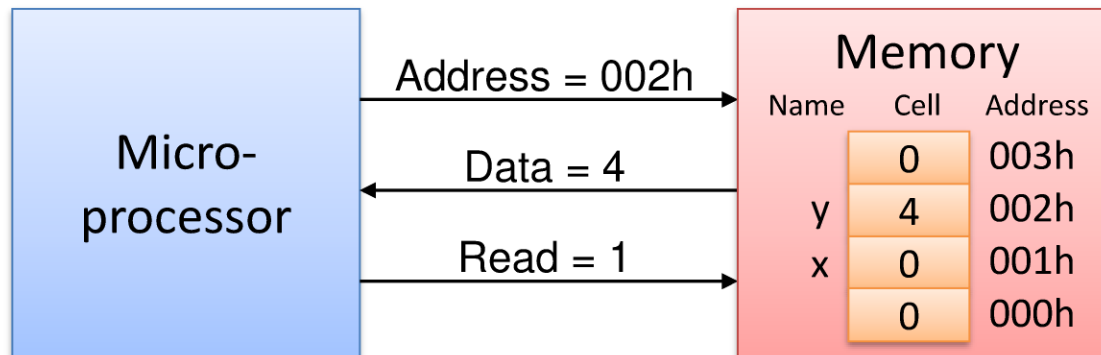 Micro-
processor
Address = 002h
Data = 4
Read = 1
Memory
Name Cell Address
0 003h
y 4 002h
x 0 001h
0 000h